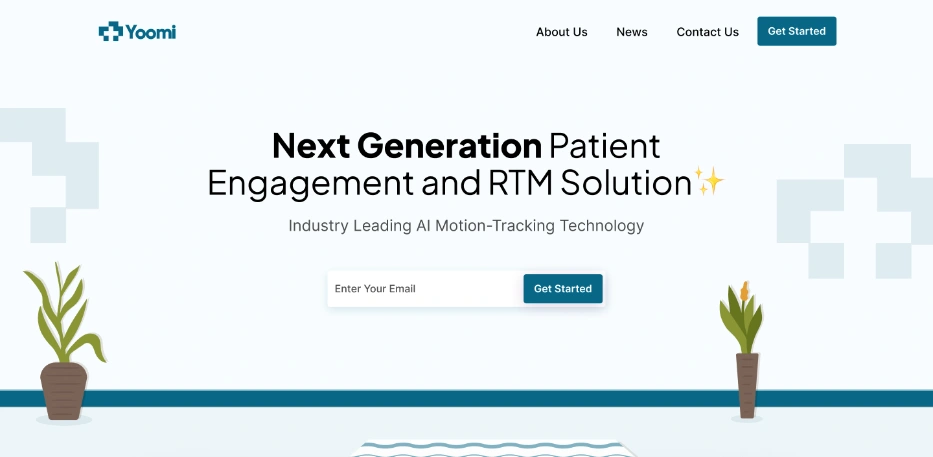 Yoomi
About Us
News
Contact Us
Get Started
Next Generation Patient
Engagement and RTM Solution✨
Industry Leading AI Motion-Tracking Technology
Enter Your Email
Get Started